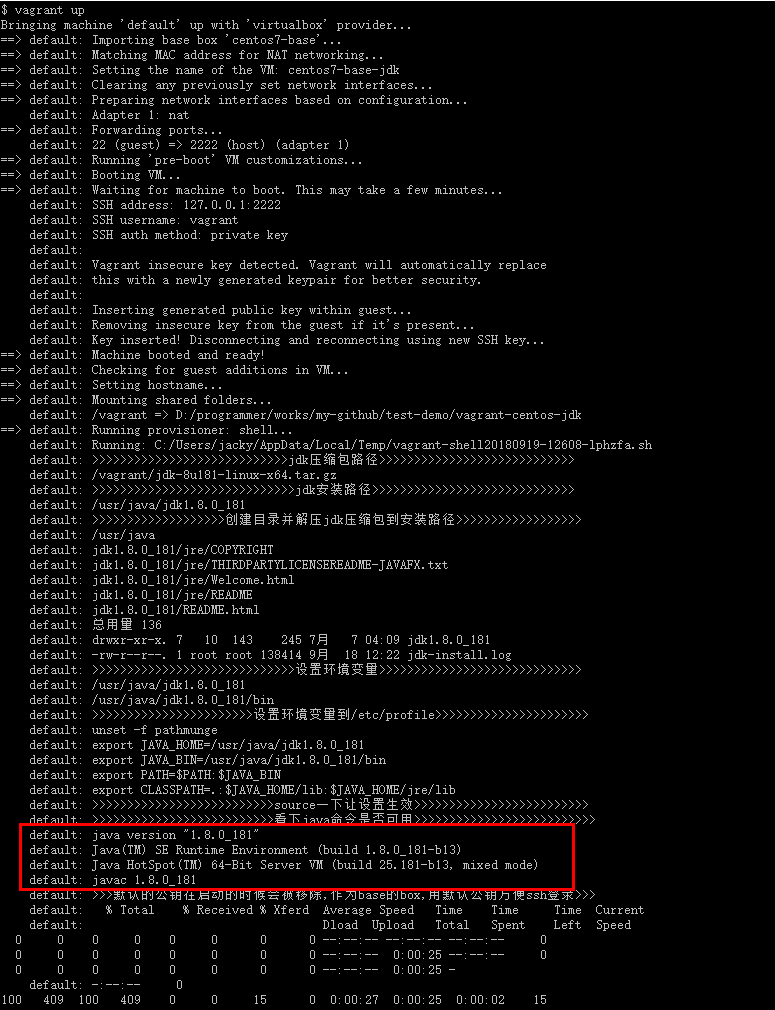 $ vagrant up
Bringing machine 'default' up with 'virtualbox' provider...
==> default: Importing base box 'centos7-base'...
==> default: Matching MAC address for NAT networking...
==> default: Setting the name of the VM: centos7-base-jdk
==> default: Clearing any previously set network interfaces...
==> default: Preparing network interfaces based on configuration...
default: Adapter 1: nat
==> default: Forwarding ports...
default: 22 (guest) => 2222 (host) (adapter 1)
==> default: Running 'pre-boot' VM customizations...
==> default: Booting VM...
==> default: Waiting for machine to boot. This may take a few minutes...
default: SSH address: 127.0.0.1:2222
default: SSH username: vagrant
default: SSH auth method: private key
default:
default: Vagrant insecure key detected. Vagrant will automatically replace
default: this with a newly generated keypair for better security.
default:
default: Inserting generated public key within guest...
default: Removing insecure key from the guest if it's present...
default: Key inserted! Disconnecting and reconnecting using new SSH key...
==> default: Machine booted and ready!
==> default: Checking for guest additions in VM...
==> default: Setting hostname...
==> default: Mounting shared folders...
default: /vagrant => D:/programmer/works/my-github/test-demo/vagrant-centos-jdk
==> default: Running provisioner: shell...
default: Running: C:/Users/jacky/AppData/Local/Temp/vagrant-shell20180919-12608-lphzfa.sh
default: >>>>>>>>>>>>>>>>>>>>>>>>>>>>jdk压缩包路径>>>>>>>>>>>>>>>>>>>>>>>>>>>>
default: /vagrant/jdk-8u181-linux-x64.tar.gz
default: >>>>>>>>>>>>>>>>>>>>>>>>>>>>>jdk安装路径>>>>>>>>>>>>>>>>>>>>>>>>>>>>>
default: /usr/java/jdk1.8.0_181
default: >>>>>>>>>>>>>>>>>>>创建目录并解压jdk压缩包到安装路径>>>>>>>>>>>>>>>>>>
default: /usr/java
default: jdk1.8.0_181/jre/COPYRIGHT
default: jdk1.8.0_181/jre/THIRDPARTYLICENSEREADME-JAVAFX.txt
default: jdk1.8.0_181/jre/Welcome.html
default: jdk1.8.0_181/jre/README
default: jdk1.8.0_181/README.html
default: 总用量 136
default: drwxr-xr-x. 7   10  143    245 7月   7 04:09 jdk1.8.0_181
default: -rw-r--r--. 1 root root 138414 9月  18 12:22 jdk-install.log
default: >>>>>>>>>>>>>>>>>>>>>>>>>>>>>设置环境变量>>>>>>>>>>>>>>>>>>>>>>>>>>>>>
default: /usr/java/jdk1.8.0_181
default: /usr/java/jdk1.8.0_181/bin
default: >>>>>>>>>>>>>>>>>>>>>>>设置环境变量到/etc/profile>>>>>>>>>>>>>>>>>>>>>>
default: unset -f pathmunge
default: export JAVA_HOME=/usr/java/jdk1.8.0_181
default: export JAVA_BIN=/usr/java/jdk1.8.0_181/bin
default: export PATH=$PATH:$JAVA_BIN
default: export CLASSPATH=.:$JAVA_HOME/lib:$JAVA_HOME/jre/lib
default: >>>>>>>>>>>>>>>>>>>>>>>>>>source一下让设置生效>>>>>>>>>>>>>>>>>>>>>>>>>
default: >>>>>>>>>>>>>>>>>>>>>>>>>>看下java命令是否可用>>>>>>>>>>>>>>>>>>>>>>>>>>
default: java version "1.8.0_181"
default: Java(TM) SE Runtime Environment (build 1.8.0_181-b13)
default: Java HotSpot(TM) 64-Bit Server VM (build 25.181-b13, mixed mode)
default: javac 1.8.0_181
default: >>>默认的公钥在启动的时候会被移除,作为base的box,用默认公钥方便ssh登录>>>
default:   % Total    % Received % Xferd  Average Speed   Time    Time     Time  Current
default:                                  Dload  Upload   Total   Spent    Left  Speed
0     0    0     0    0     0      0      0 --:--:-- --:--:-- --:--:--     0
0     0    0     0    0     0      0      0 --:--:--  0:00:25 --:--:--     0
0     0    0     0    0     0      0      0 --:--:--  0:00:25 -
default: -:--:--     0
100   409  100   409    0     0     15      0  0:00:27  0:00:25  0:00:02    15